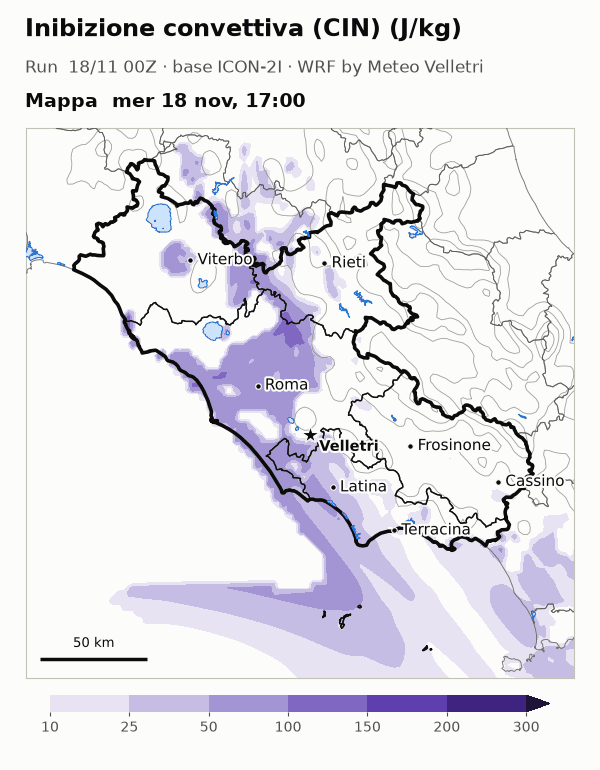 Inibizione convettiva (CIN) (J/kg)
Run 18/11 00Z · base ICON-2I · WRF by Meteo Velletri
Mappa mer 18 nov, 17:00
Viterbo
Rieti
Roma
Velletri
Frosinone
Latina
Cassino
Terracina
50 km
10 25 50 100 150 200 300